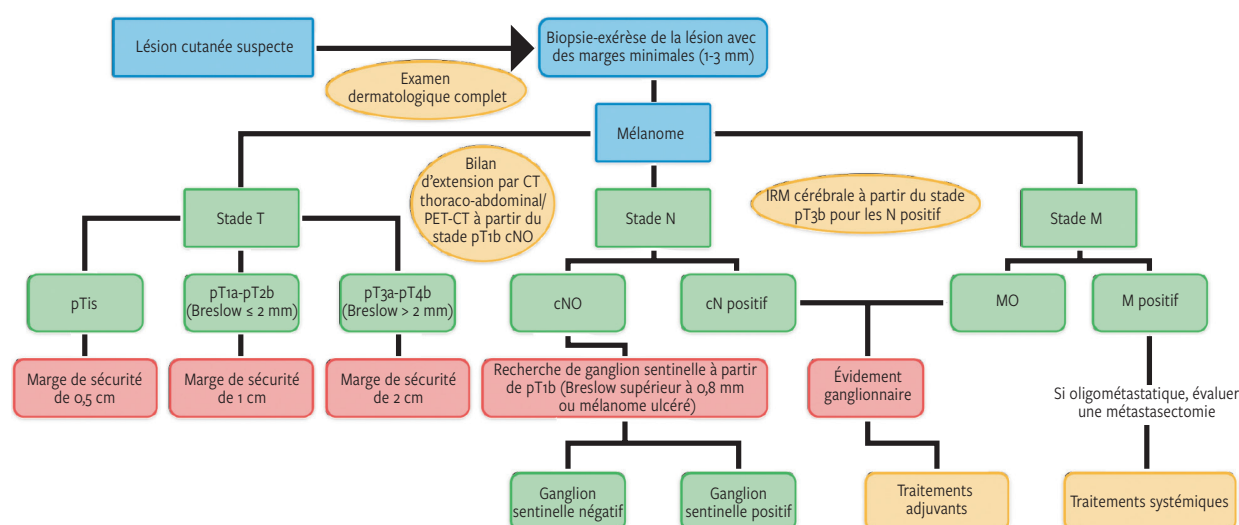 Lésion cutanée suspecte
Biopsie-exérèse de la lésion avec
des marges minimales (1-3 mm)
Examen
dermatologique complet
Mélanome
Bilan
d'extension par CT
thoraco-abdominal/
PET-CT à partir du
stade pT1b cNO
IRM cérébrale à partir du stade
pT3b pour les N positif
Stade T
Stade N
Stade M
pTis
pT1a-pT2b
(Breslow ≤ 2 mm)
pT3a-pT4b
(Breslow > 2 mm)
cNO
cN positif
MO
M positif
Marge de sécurité
de 0,5 cm
Marge de sécurité
de 1 cm
Marge de sécurité
de 2 cm
Recherche de ganglion sentinelle à partir
de pT1b (Breslow supérieur à 0,8 mm
ou mélanome ulcéré)
Évidement
ganglionnaire
Si oligométastatique, évaluer
une métastasectomie
Ganglion
sentinelle négatif
Ganglion
sentinelle positif
Traitements
adjuvants
Traitements systémiques